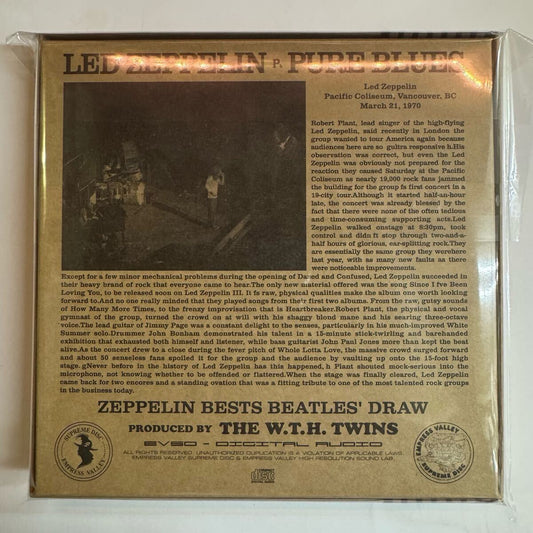 LED ZEPPELIN P. PURE BLUES
Led Zeppelin
Pacific Coliseum, Vancouver, BC
March 21, 1970
Robert Plant, lead singer of the high-flying
Led Zeppelin, said recently in London the
group wanted to tour America again because
audiences here are so gultra responsive h.His
observation was correct, but even the Led
Zeppelin was obviously not prepared for the
reaction they caused Saturday at the Pacific
Coliseum as nearly 19,000 rock fans jammed
the building for the group fs first concert in a
19-city tour.Although it started half-an-hour
late, the concert was already blessed by the
fact that there were none of the often tedious
and time-consuming supporting acts.Led
Zeppelin walked onstage at 8:30pm, took
control and didn ft stop through two-and-a-
half hours of glorious, ear-splitting rock.They
are essentially the same group they werehere
last year, with as many new faults as there
were noticeable improvements.
Except for a few minor mechanical problems during the opening of Dazed and Confused, Led Zeppelin succeeded in
their heavy brand of rock that everyone came to hear.The only new material offered was the song Since I fve Been
Loving You, to be released soon on Led Zeppelin III. It fs raw, physical qualities make the album one worth looking
forward to.And no one really minded that they played songs from their first two albums. From the raw, gutsy sounds
of How Many More Times, to the frenzy improvisation that is Heartbreaker.Robert Plant, the physical and vocal
gymnast of the group, turned the crowd on at will with his shaggy blond mane and his searing three-octave
voice.The lead guitar of Jimmy Page was a constant delight to the senses, particularly in his much-improved White
Summer solo.Drummer John Bonham demonstrated his talent in a 15-minute stick-twirling and barehanded
exhibition that exhausted both himself and listener, while bass guitarist John Paul Jones more than kept the beat
alive.As the concert drew to a close during the fever pitch of Whole Lotta Love, the massive crowd surged forward
and about 50 senseless fans spoiled it for the group and the audience by vaulting up onto the 15-foot high
stage. gNever before in the history of Led Zeppelin has this happened, h Plant shouted mock-serious into the
microphone, not knowing whether to be offended or flattered.When the stage was finally cleared, Led Zeppelin
came back for two encores and a standing ovation that was a fitting tribute to one of the most talented rock groups
in the business today.
ZEPPELIN BESTS BEATLES' DRAW
PRODUCED BY THE W.T.H. TWINS
EVSD - DIGITAL AUDIO
ALL RIGHTS RESERVED. UNAUTHORIZED DUPLICATION IS A VIOLATION OF APPLICABLE LAWS.
EMPRESS VALLEY SUPREME DISC & EMPRESS VALLEY HIGH RESOLUTION SOUND LAB.
SUPREME DISC
EMPRESS VALLEY
disc
DIGITAL AUDIO
EMPRESS VALLEY
SUPREME DISC